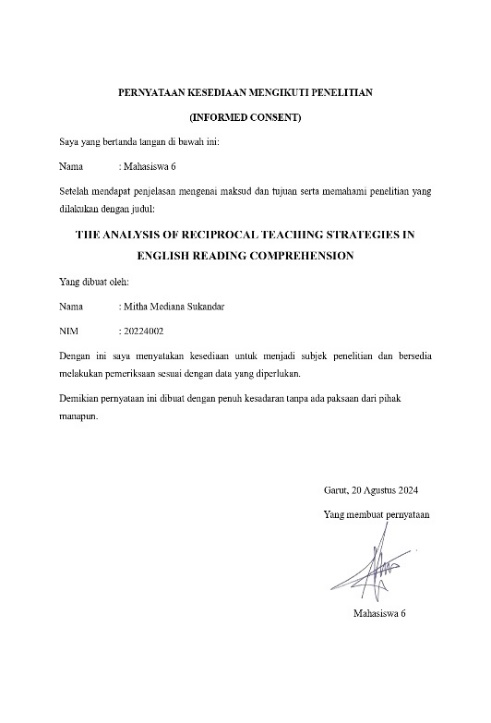 PERNYATAAN KESEDIAAN MENGIKUTI PENELITIAN
(INFORMED CONSENT)
Saya yang bertanda tangan di bawah ini:
Nama : Mahasiswa 6
Setelah mendapat penjelasan mengenai maksud dan tujuan serta memahami penelitian yang
dilakukan dengan judul:
THE ANALYSIS OF RECIPROCAL TEACHING STRATEGIES IN
ENGLISH READING COMPREHENSION
Yang dibuat oleh:
Nama : Mitha Mediana Sukandar
NIM : 20224002
Dengan ini saya menyatakan kesediaan untuk menjadi subjek penelitian dan bersedia
melakukan pemeriksaan sesuai dengan data yang diperlukan.
Demikian pernyataan ini dibuat dengan penuh kesadaran tanpa ada paksaan dari pihak
manapun.
Garut, 20 Agustus 2024
Yang membuat pernyataan
Mahasiswa 6